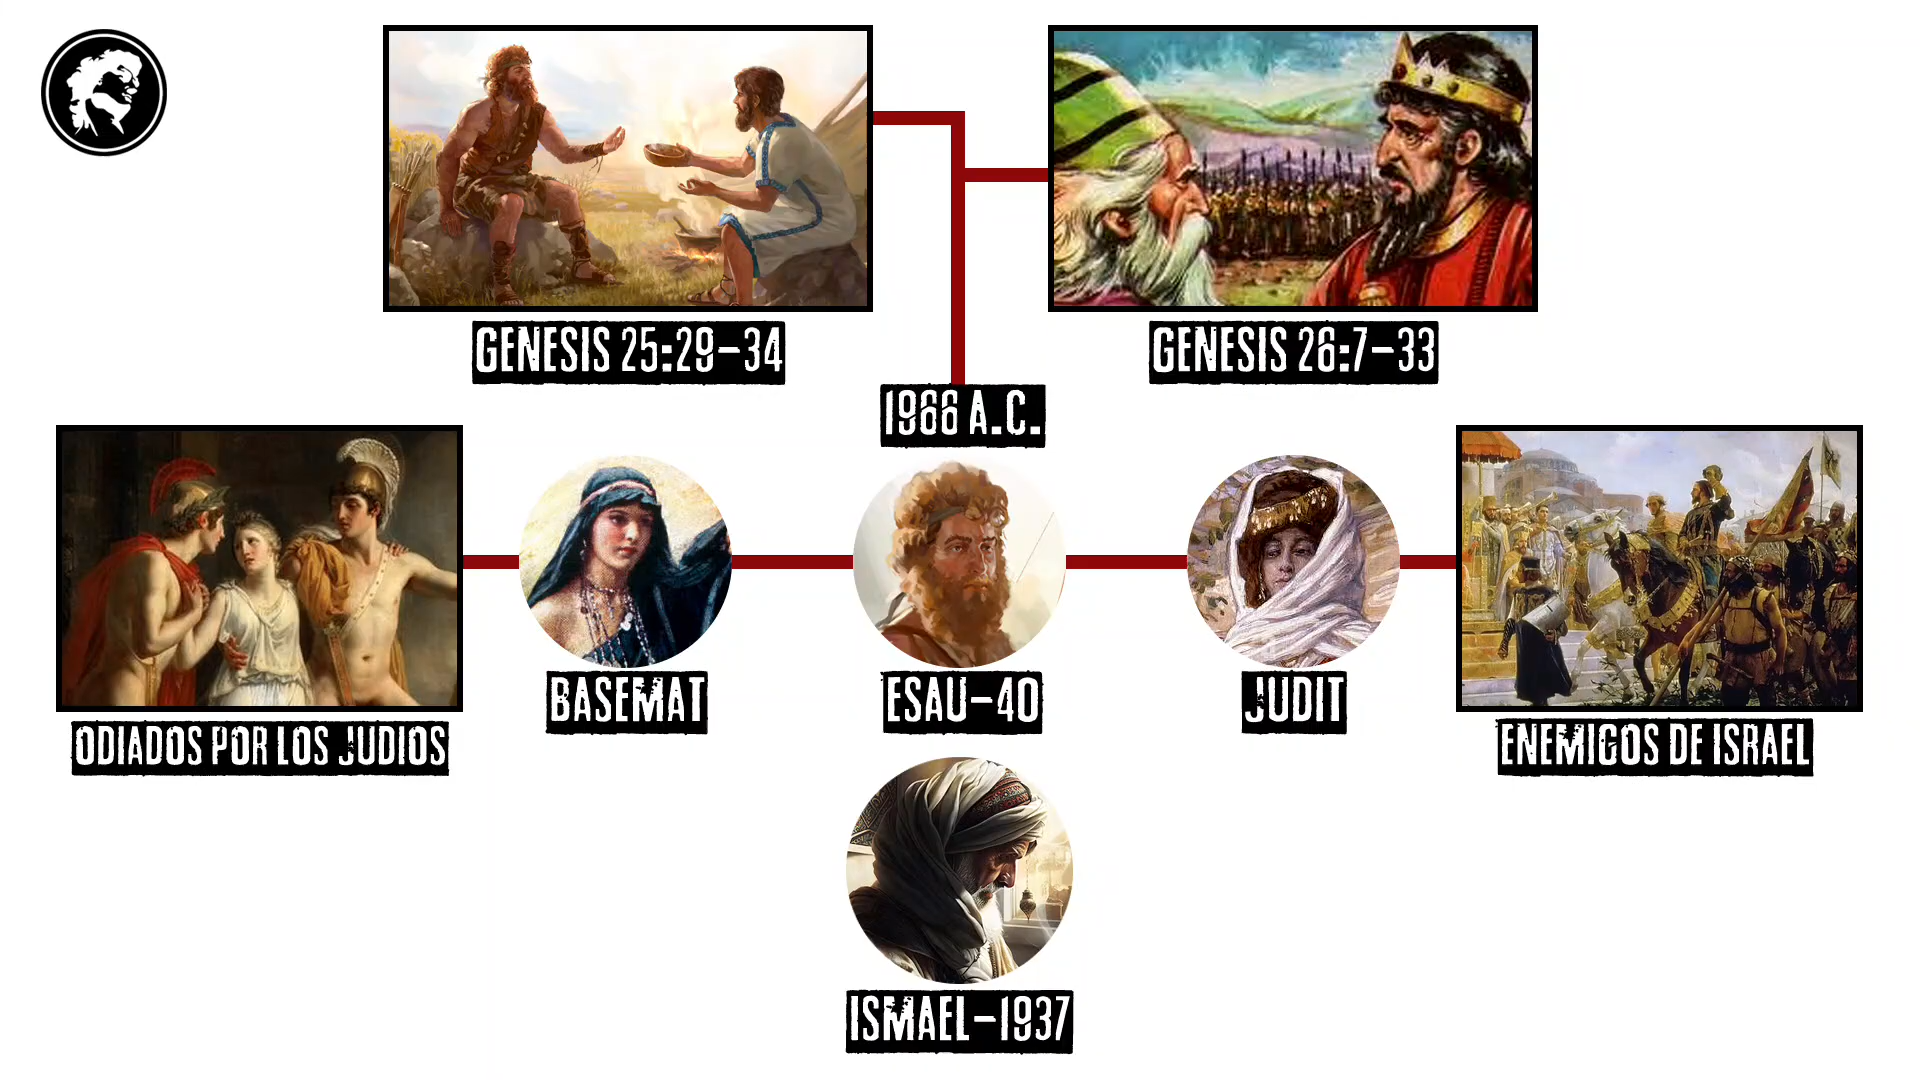 GENESIS 25:29-34
GENESIS 26:7-33
1966 A.C.
BASEMAT
ESAU-40
JUDIT
ODIADOS POR LOS JUDIOS
ENEMIGOS DE ISRAEL
ISMAEL-1937